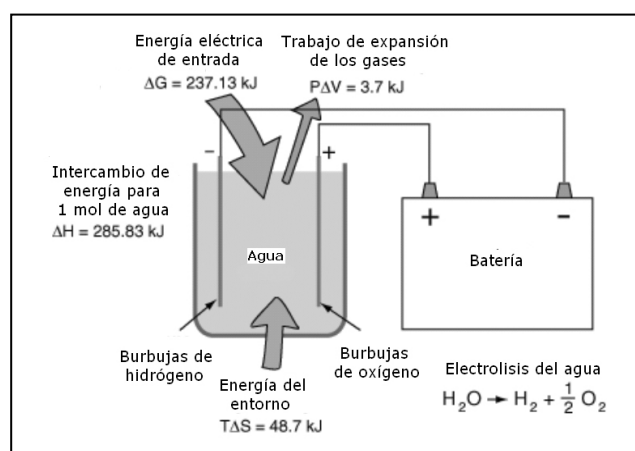 Energía eléctrica
de entrada
ΔG = 237.13 kJ
Trabajo de expansión
de los gases
PΔV = 3.7 kJ
Intercambio de
energía para
1 mol de agua
ΔH = 285.83 kJ
−
+
+
−
Agua
Batería
Burbujas de
hidrógeno
Burbujas
de oxígeno
Energía del
entorno
TΔS = 48.7 kJ
Electrolisis del agua
H₂O → H₂ + 1/2 O₂